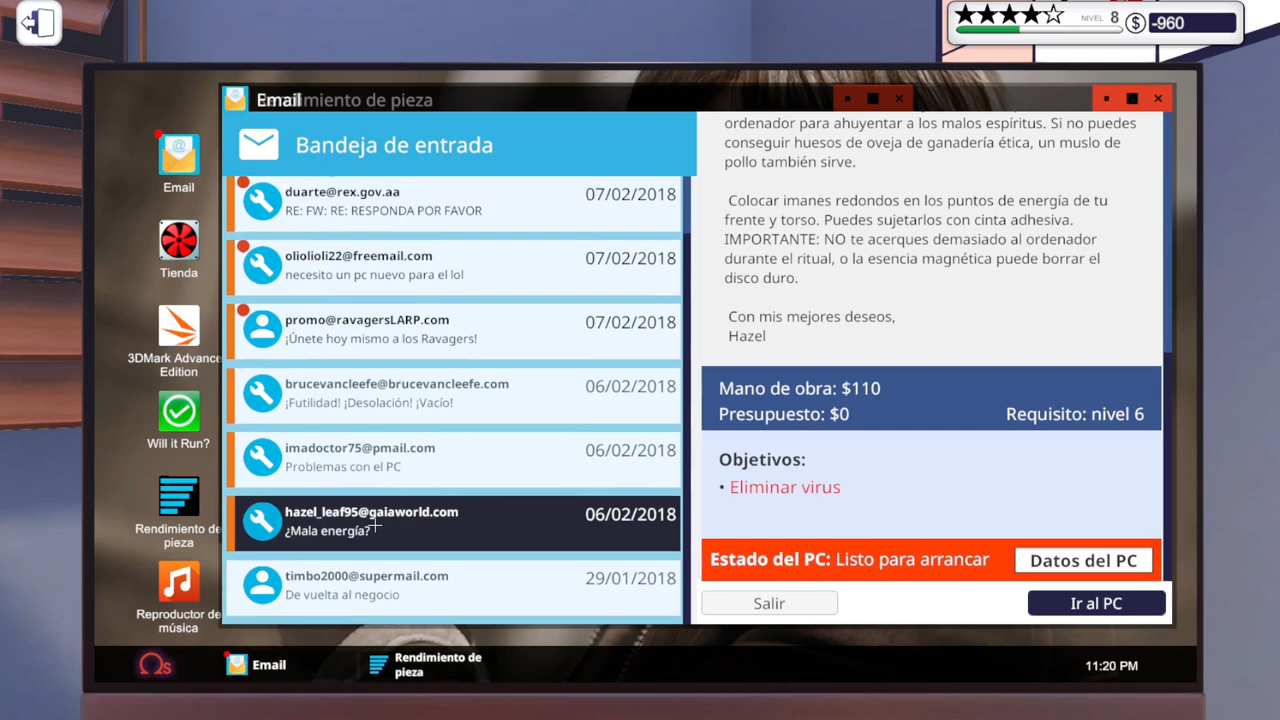 NIVEL 8 $ -960
Email
Rendimiento de pieza
Bandeja de entrada
Email
Tienda
3DMark Advance
Edition
Will it Run?
Rendimiento de
pieza
Reproductor de
música
duarte@rex.gov.aa 07/02/2018
RE: FW: RE: RESPONDA POR FAVOR
oliolioli22@freemail.com 07/02/2018
necesito un pc nuevo para el lol
promo@ravagersLARP.com 07/02/2018
¡Únete hoy mismo a los Ravagers!
brucevancleefe@brucevancleefe.com 06/02/2018
¡Futilidad! ¡Desolación! ¡Vacío!
imadoctor75@pmail.com 06/02/2018
Problemas con el PC
hazel_leaf95@gaiaworld.com 06/02/2018
¿Mala energía?
timbo2000@supermail.com 29/01/2018
De vuelta al negocio
ordenador para ahuyentar a los malos espíritus. Si no puedes
conseguir huesos de oveja de ganadería ética, un muslo de
pollo también sirve.
Colocar imanes redondos en los puntos de energía de tu
frente y torso. Puedes sujetarlos con cinta adhesiva.
IMPORTANTE: NO te acerques demasiado al ordenador
durante el ritual, o la esencia magnética puede borrar el
disco duro.
Con mis mejores deseos,
Hazel
Mano de obra: $110
Presupuesto: $0 Requisito: nivel 6
Objetivos:
• Eliminar virus
Estado del PC: Listo para arrancar Datos del PC
Salir Ir al PC
Ωs Email Rendimiento de
pieza
11:20 PM